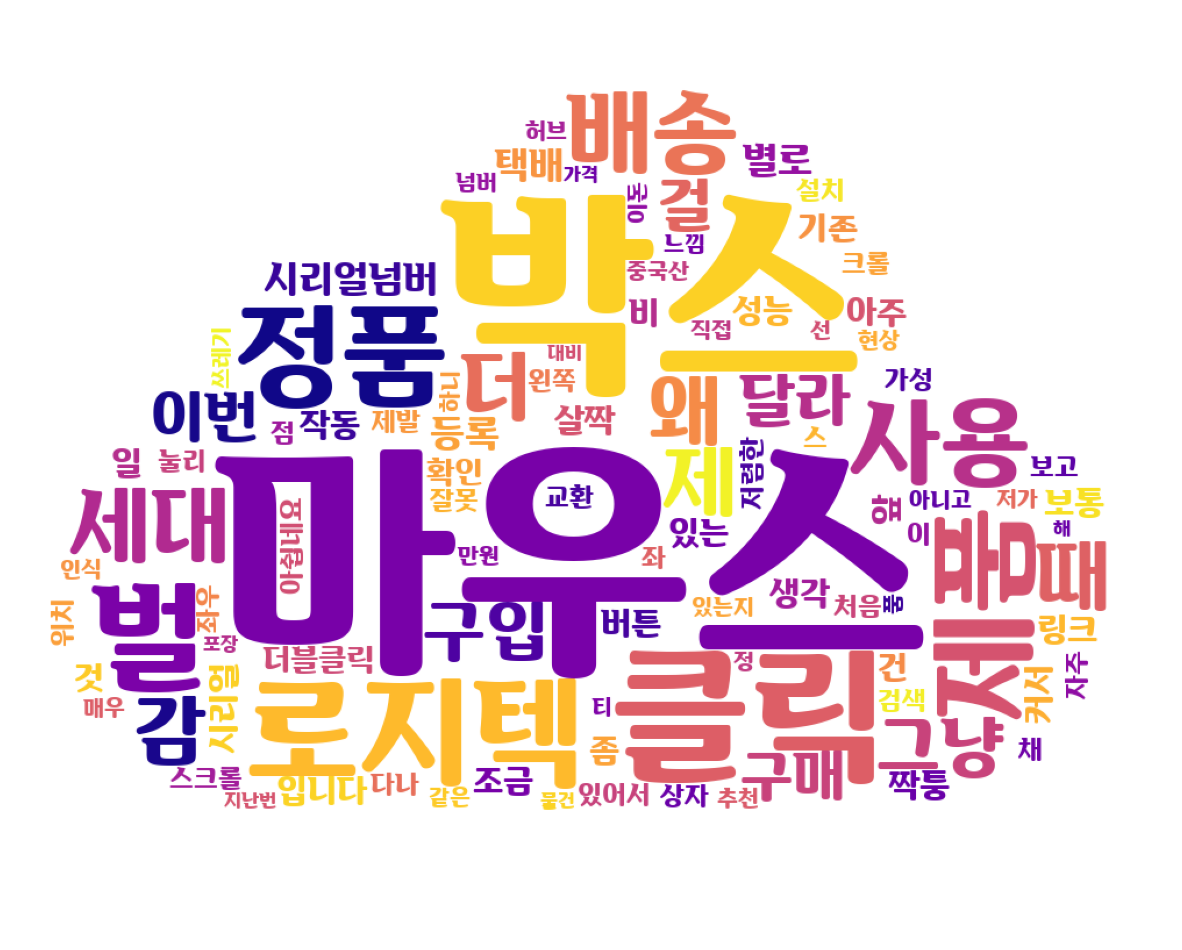 배송
허브
택배
가격
별로
넘버
이돈
걸
설치
박스
기존
느낌
크롤
중국산
시리얼넘버
비
성능
아주
정품
직접
선
현상
쓰레기
더
대비
왼쪽
왜
달라
가성
이번
하니
작동
제발
점
등록
살짝
사용
스
저렴한
일
눌리
확인
잘못
제
보고
세대
마우스
교환
아쉽네요
앞
아니고
저가
보통
있는
이
해
만원
좌
제품
때
인식
벌
좌우
위치
구입
버튼
생각
있는지
처음
품
링크
포장
더블클릭
클릭
정
건
자주
커서
것
시리얼
감
로지텍
티
검색
그냥
매우
좀
구매
채
스크롤
입니다
다나
조금
짝퉁
지난번
같은
물건
있어서
상자
추천